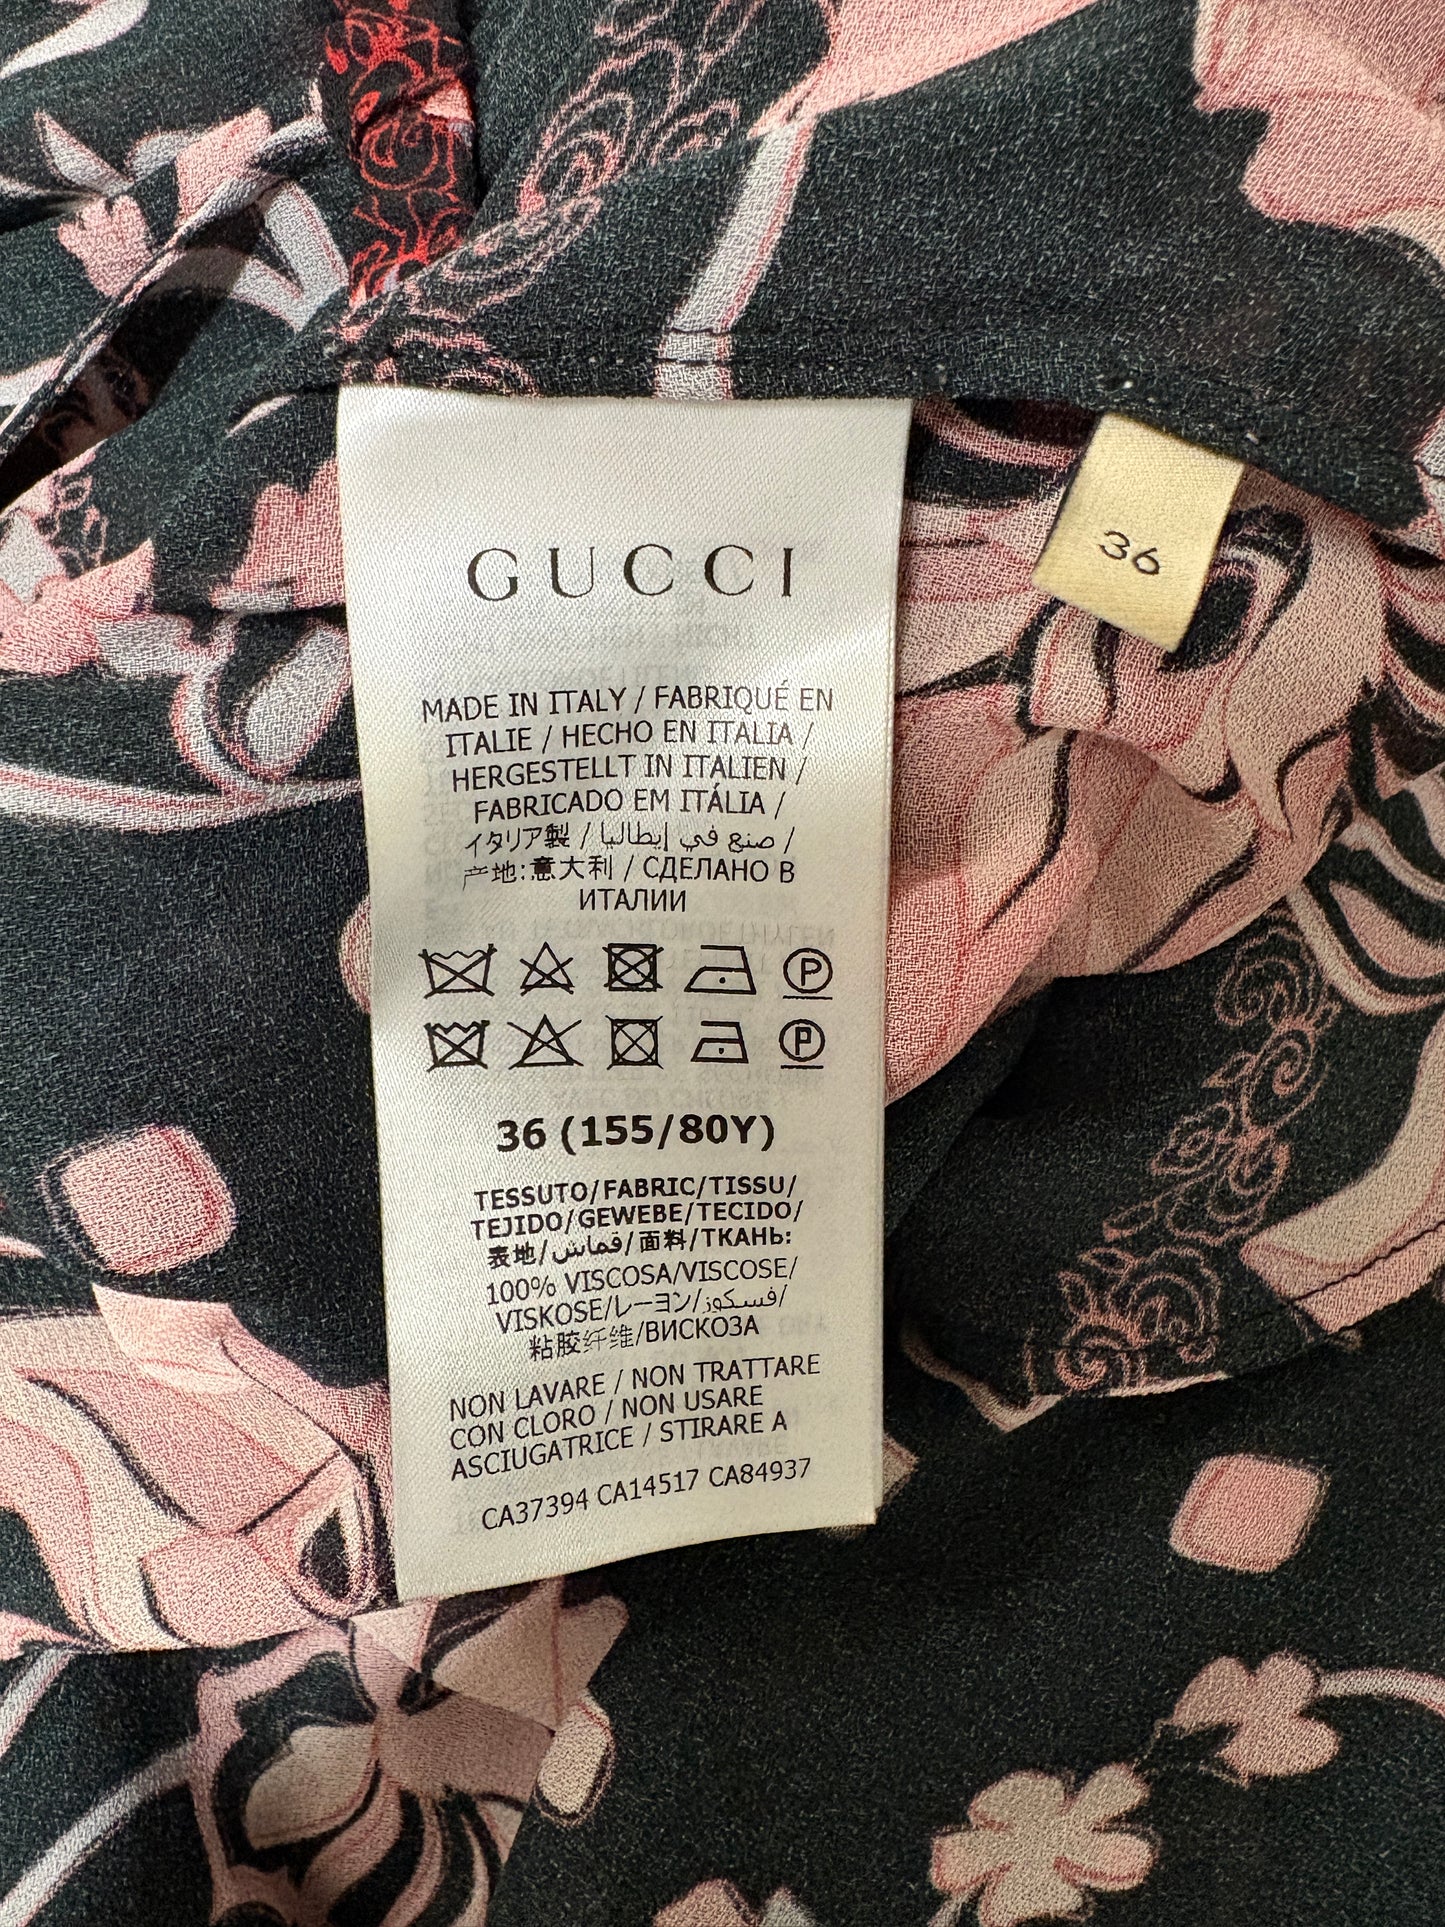 GUCCI
36
MADE IN ITALY / FABRIQUÉ EN
ITALIE / HECHO EN ITALIA /
HERGESTELLT IN ITALIEN /
FABRICADO EM ITÁLIA /
イタリア製 / صنع في إيطاليا /
产地:意大利 / СДЕЛАНО В
ИТАЛИИ
P
P
36 (155/80Y)
TESSUTO/FABRIC/TISSU/
TEJIDO/GEWEBE/TECIDO/
表地/قماش/面料/ТКАНЬ:
100% VISCOSA/VISCOSE/
VISKOSE/レーヨン/فسكوز/
粘胶纤维/ВИСКОЗА
NON LAVARE / NON TRATTARE
CON CLORO / NON USARE
ASCIUGATRICE / STIRARE A
CA37394 CA14517 CA84937